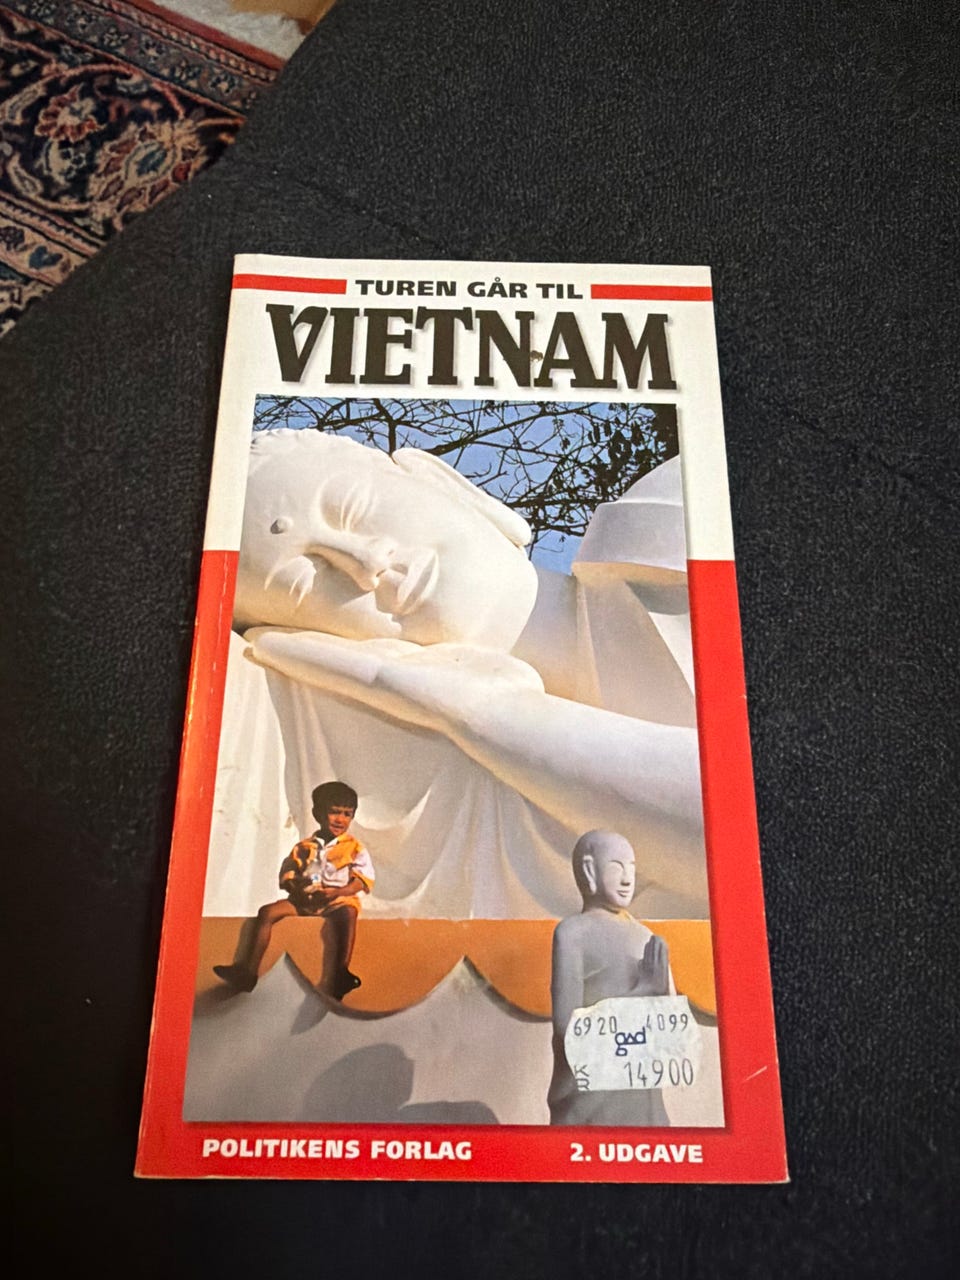 TUREN GÅR TIL
VIETNAM
6920 4099
gad
KR 14900
POLITIKENS FORLAG 2. UDGAVE